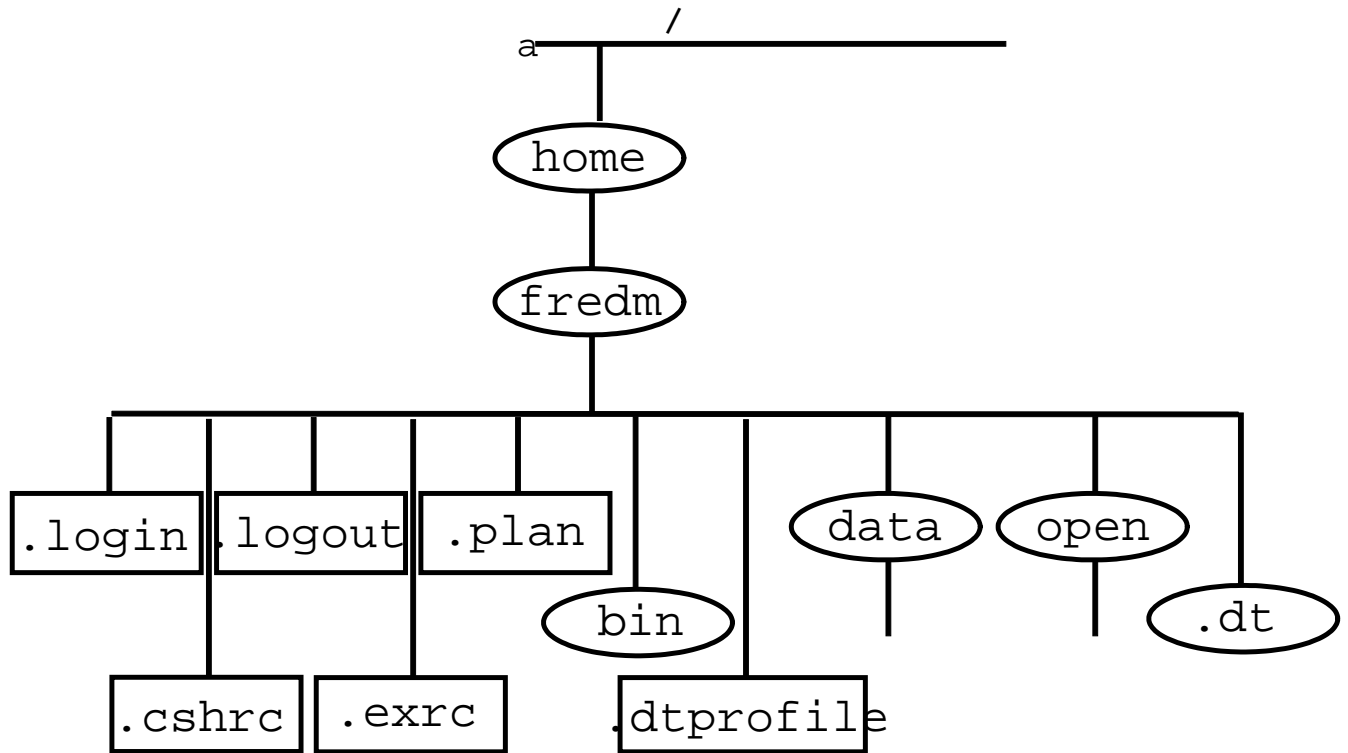 /
a
home
fredm
.login .logout .plan data open
bin .dt
.cshrc .exrc .dtprofile